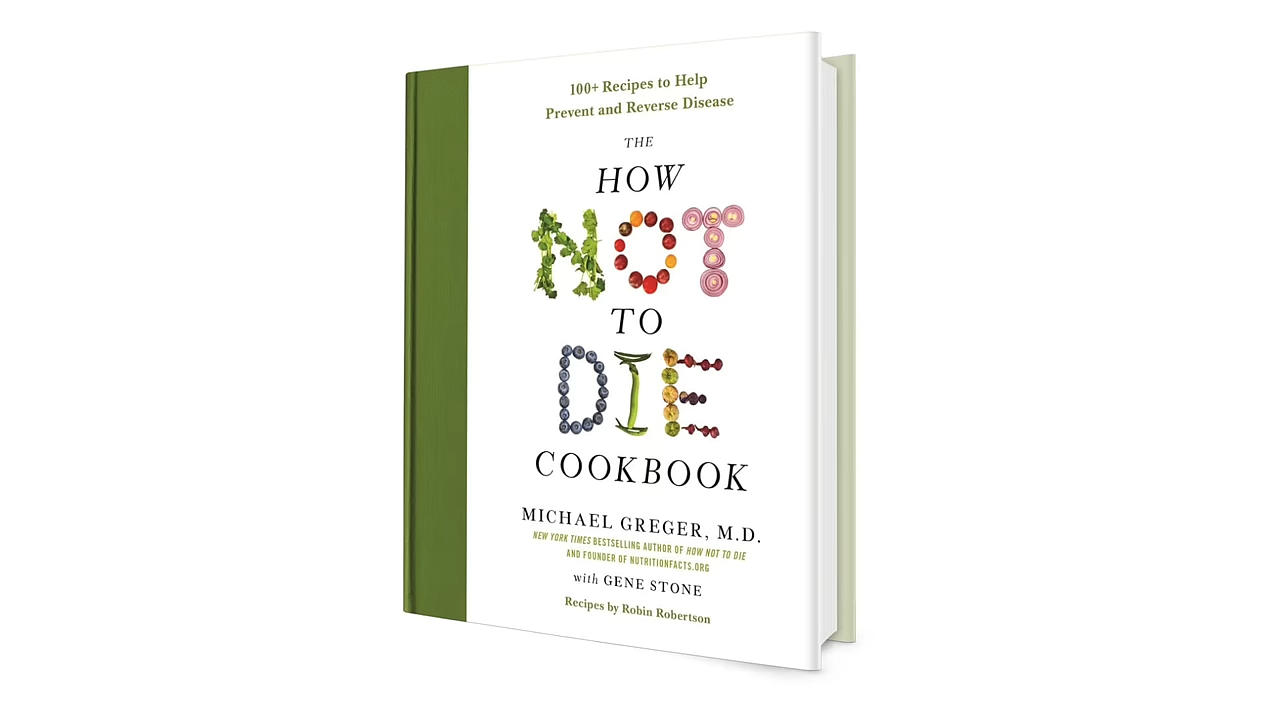 100+ Recipes to Help
Prevent and Reverse Disease
THE
HOW
NOT
TO
DIE
COOKBOOK
MICHAEL GREGER, M.D.
NEW YORK TIMES BESTSELLING AUTHOR OF HOW NOT TO DIE
AND FOUNDER OF NUTRITIONFACTS.ORG
with GENE STONE
Recipes by Robin Robertson